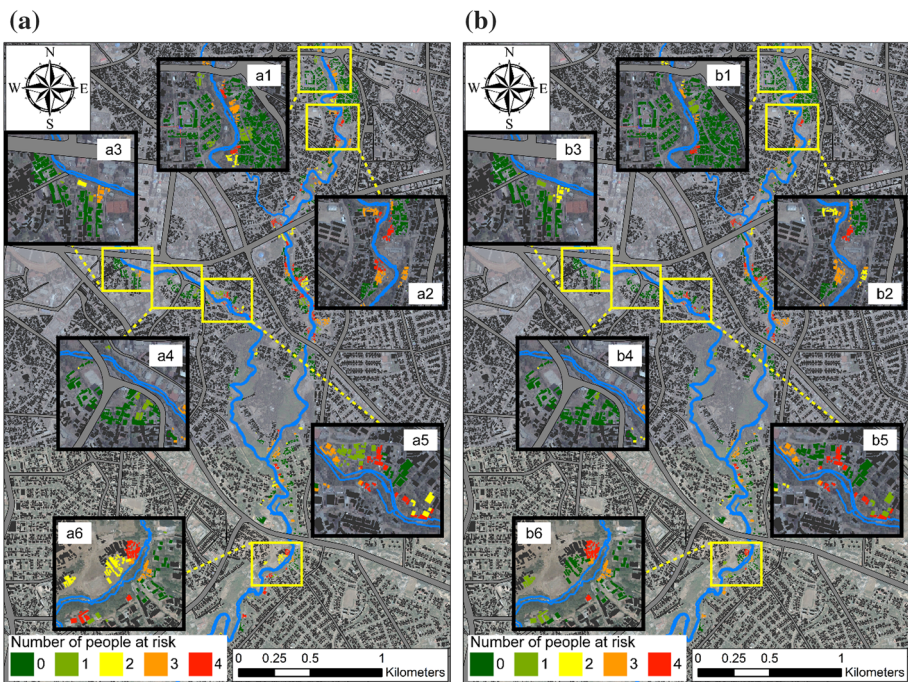 (a)
(b)
N
W E
S
a1
a3
a2
a4
a5
a6
Number of people at risk
0 1 2 3 4
0 0.25 0.5 1
Kilometers
N
W E
S
b1
b3
b2
b4
b5
b6
Number of people at risk
0 1 2 3 4
0 0.25 0.5 1
Kilometers